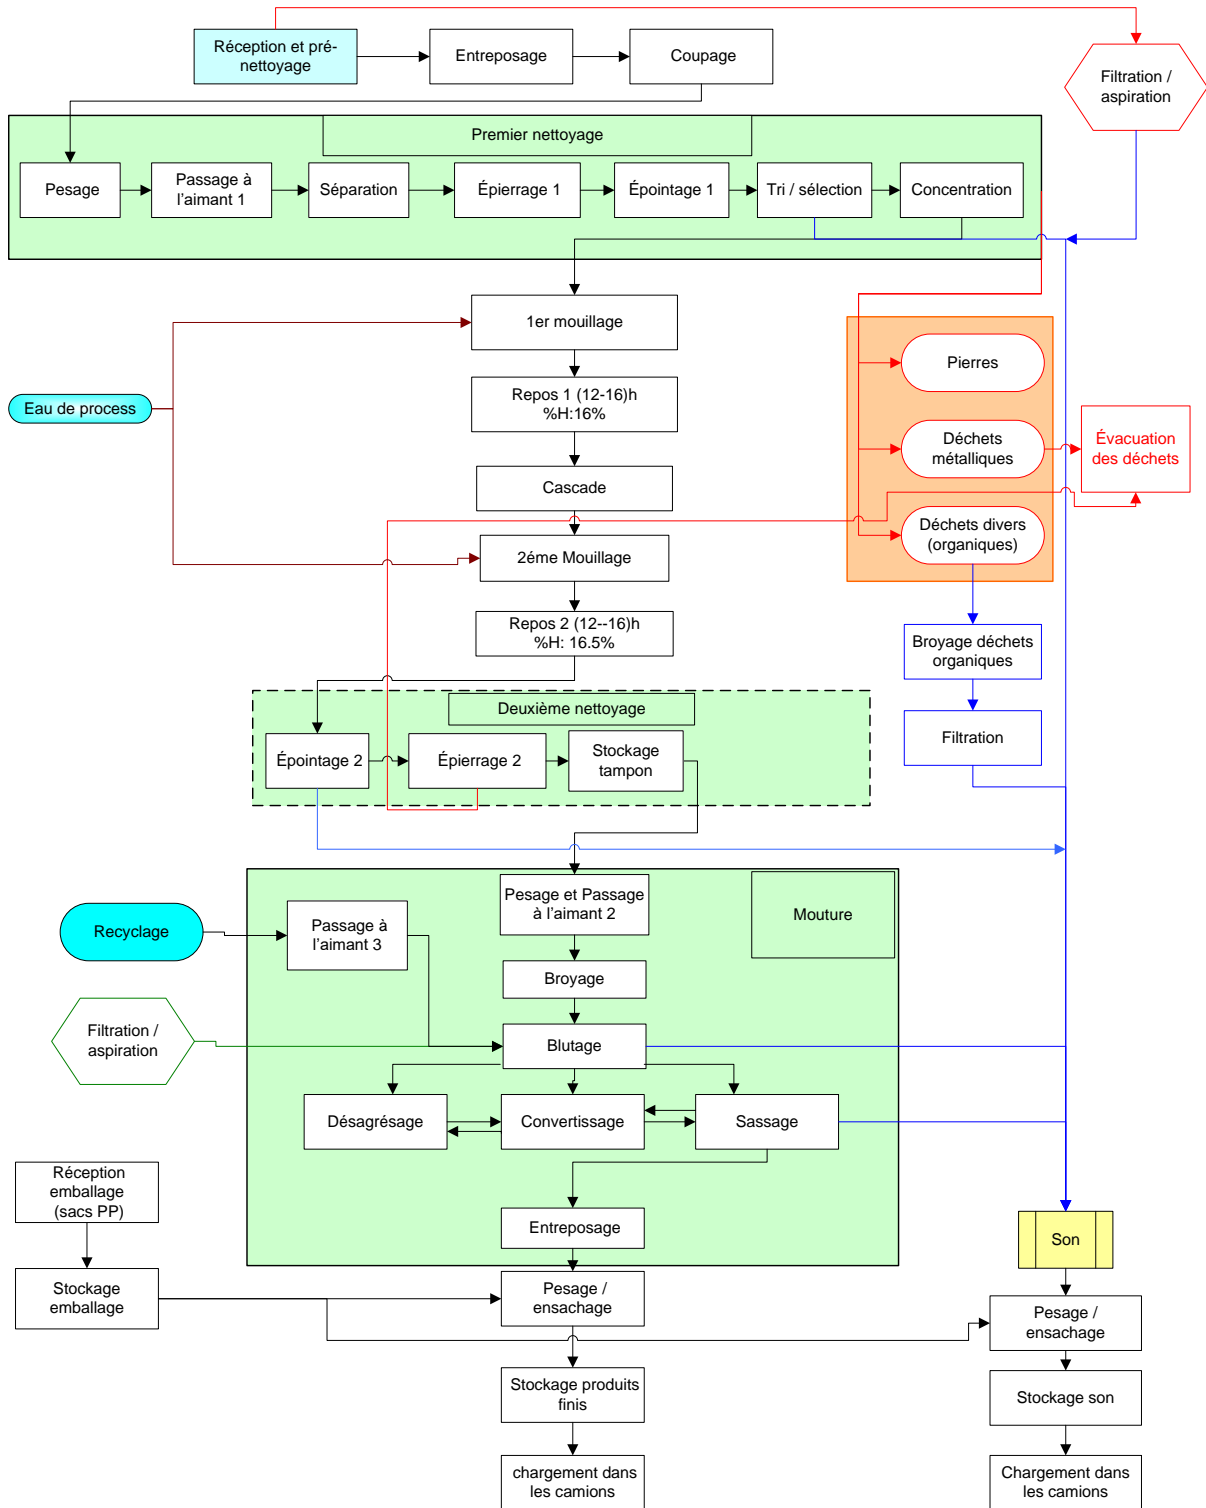 Réception et pré-
nettoyage
Entreposage
Coupage
Filtration /
aspiration
Premier nettoyage
Pesage
Passage à
l'aimant 1
Séparation
Épierrage 1
Épointage 1
Tri / sélection
Concentration
1er mouillage
Pierres
Repos 1 (12-16)h
%H:16%
Eau de process
Déchets
métalliques
Évacuation
des déchets
Cascade
Déchets divers
(organiques)
2éme Mouillage
Repos 2 (12--16)h
%H: 16.5%
Broyage déchets
organiques
Deuxième nettoyage
Filtration
Épointage 2
Épierrage 2
Stockage
tampon
Pesage et Passage
à l'aimant 2
Mouture
Recyclage
Passage à
l'aimant 3
Broyage
Filtration /
aspiration
Blutage
Désagrésage
Convertissage
Sassage
Réception
emballage
(sacs PP)
Entreposage
Son
Stockage
emballage
Pesage /
ensachage
Pesage /
ensachage
Stockage produits
finis
Stockage son
chargement dans
les camions
Chargement dans
les camions